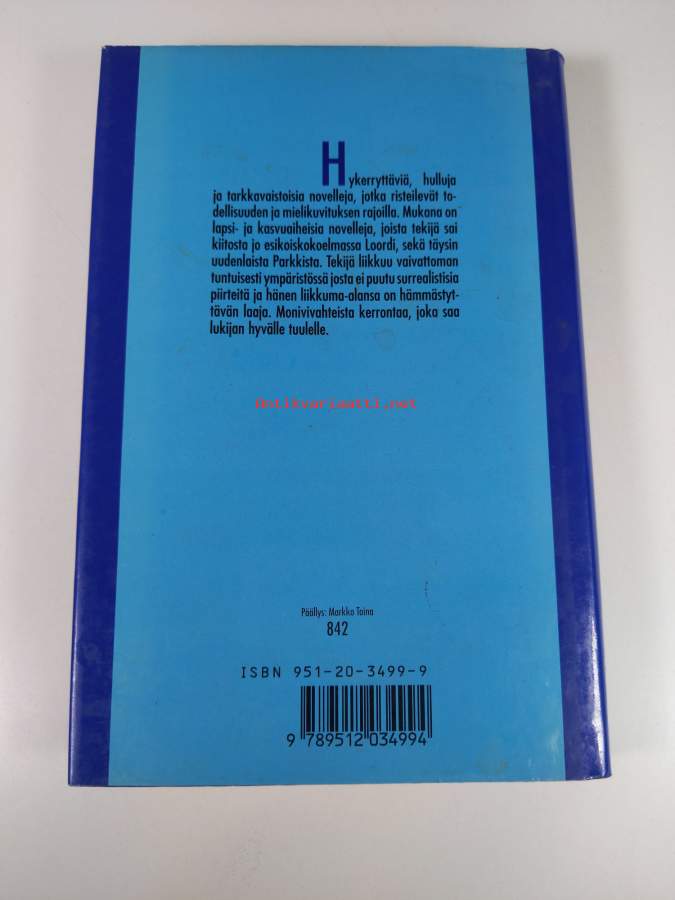 Hykerryttäviä, hulluja
ja tarkkavaistoisia novelleja, jotka risteilevät to-
dellisuuden ja mielikuvituksen rajoilla. Mukana on
lapsi- ja kasvuaiheisia novelleja, joista tekijä sai
kiitosta jo esikoiskokoelmassa Loordi, sekä täysin
uudenlaista Parkkista. Tekijä liikkuu vaivattoman
tuntuisesti ympäristössä josta ei puutu surrealistisia
piirteitä ja hänen liikkuma-alansa on hämmästyt-
tävän laaja. Monivivahteista kerrontaa, joka saa
lukijan hyvälle tuulelle.
antikvariaatti.net
Päällys: Markko Taina
842
ISBN 951-20-3499-9
9 789512 034994